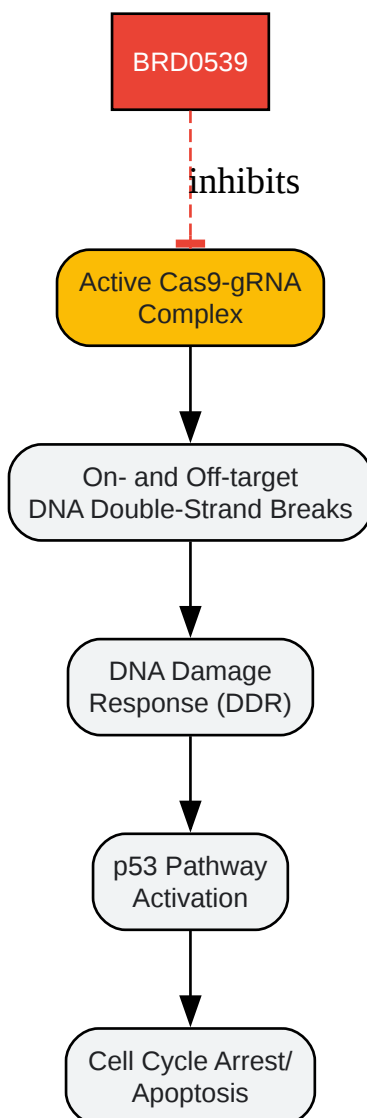 BRD0539
inhibits
Active Cas9-gRNA
Complex
On- and Off-target
DNA Double-Strand Breaks
DNA Damage
Response (DDR)
p53 Pathway
Activation
Cell Cycle Arrest/
Apoptosis